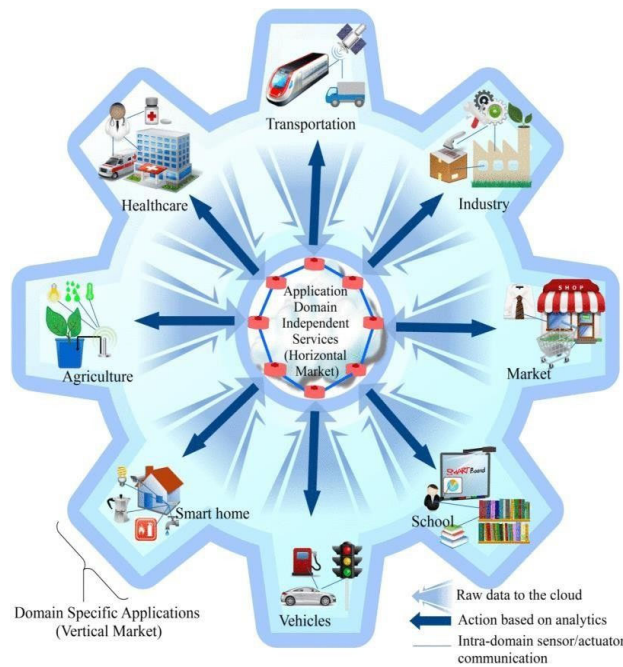 Transportation
Healthcare
Industry
SHOP
Application
Domain
Independent
Services
(Horizontal
Market)
Agriculture
Market
Smart home
SMART Board
School
Vehicles
Domain Specific Applications
(Vertical Market)
Raw data to the cloud
Action based on analytics
Intra-domain sensor/actuator
communication